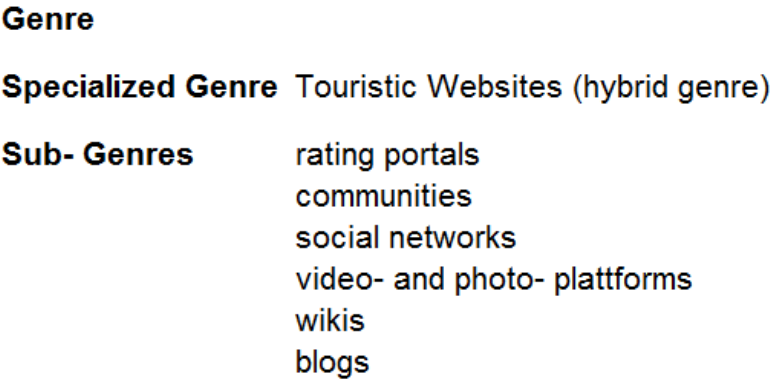 Genre
Specialized Genre Touristic Websites (hybrid genre)
Sub- Genres rating portals
communities
social networks
video- and photo- plattforms
wikis
blogs